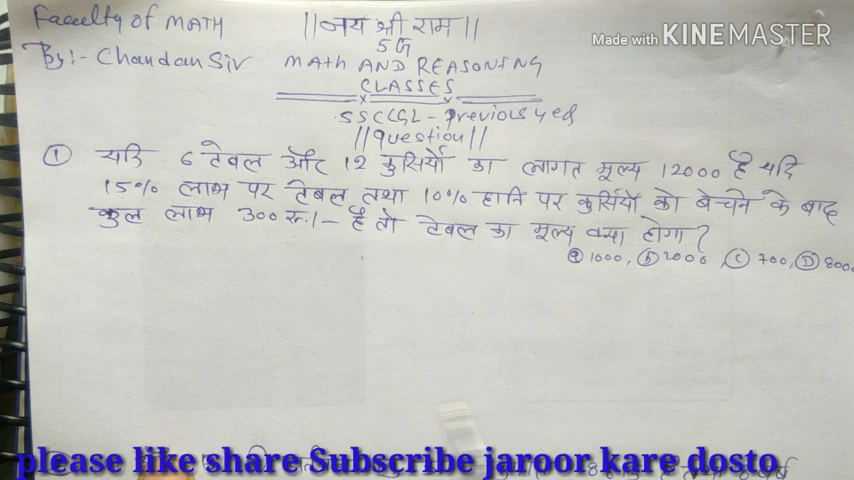 Faculty of MATH
||जय श्री राम||
Made with KINEMASTER
5G
By:- Chandan Sir
MATH AND REASONING
CLASSES
SSC CGL - previous yed
||question||
① यदि 6 टेबल और 12 कुर्सियों का लागत मूल्य 12000 है यदि
15% लाभ पर टेबल तथा 10% हानि पर कुर्सियों को बेचने के बाद
कुल लाभ 300 रू./- है तो टेबल का मूल्य क्या होगा?
ⓐ 1000, ⓑ 2000, Ⓒ 700, Ⓓ 800
please like share Subscribe jaroor kare dosto